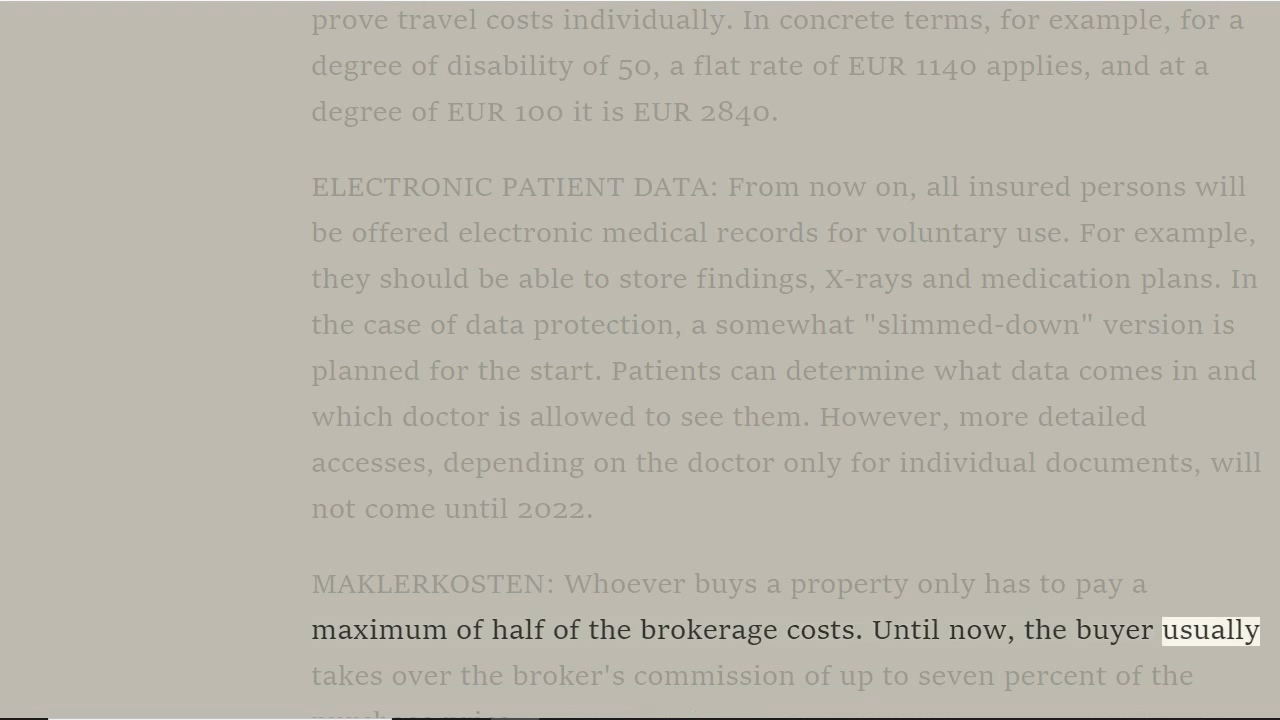 prove travel costs individually. In concrete terms, for example, for a
degree of disability of 50, a flat rate of EUR 1140 applies, and at a
degree of EUR 100 it is EUR 2840.
ELECTRONIC PATIENT DATA: From now on, all insured persons will
be offered electronic medical records for voluntary use. For example,
they should be able to store findings, X-rays and medication plans. In
the case of data protection, a somewhat "slimmed-down" version is
planned for the start. Patients can determine what data comes in and
which doctor is allowed to see them. However, more detailed
accesses, depending on the doctor only for individual documents, will
not come until 2022.
MAKLERKOSTEN: Whoever buys a property only has to pay a
maximum of half of the brokerage costs. Until now, the buyer usually
takes over the broker's commission of up to seven percent of the